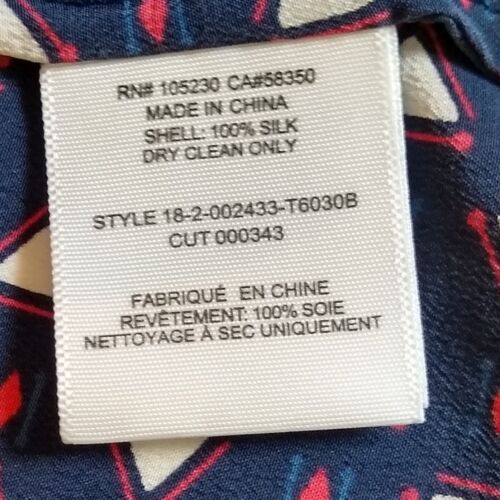 RN# 105230 CA#58350
MADE IN CHINA
SHELL: 100% SILK
DRY CLEAN ONLY
STYLE 18-2-002433-T6030B
CUT 000343
FABRIQUÉ EN CHINE
REVÊTEMENT: 100% SOIE
NETTOYAGE À SEC UNIQUEMENT